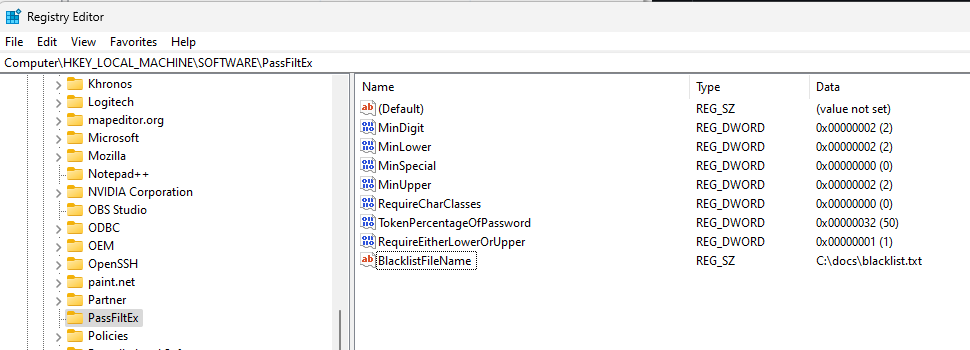 Registry Editor
File Edit View Favorites Help
Computer\HKEY_LOCAL_MACHINE\SOFTWARE\PassFiltEx
Khronos
Logitech
mapeditor.org
Microsoft
Mozilla
Notepad++
NVIDIA Corporation
OBS Studio
ODBC
OEM
OpenSSH
paint.net
Partner
PassFiltEx
Policies
Name Type Data
ab (Default) REG_SZ (value not set)
MinDigit REG_DWORD 0x00000002 (2)
MinLower REG_DWORD 0x00000002 (2)
MinSpecial REG_DWORD 0x00000000 (0)
MinUpper REG_DWORD 0x00000002 (2)
RequireCharClasses REG_DWORD 0x00000000 (0)
TokenPercentageOfPassword REG_DWORD 0x00000032 (50)
RequireEitherLowerOrUpper REG_DWORD 0x00000001 (1)
ab BlacklistFileName REG_SZ C:\docs\blacklist.txt